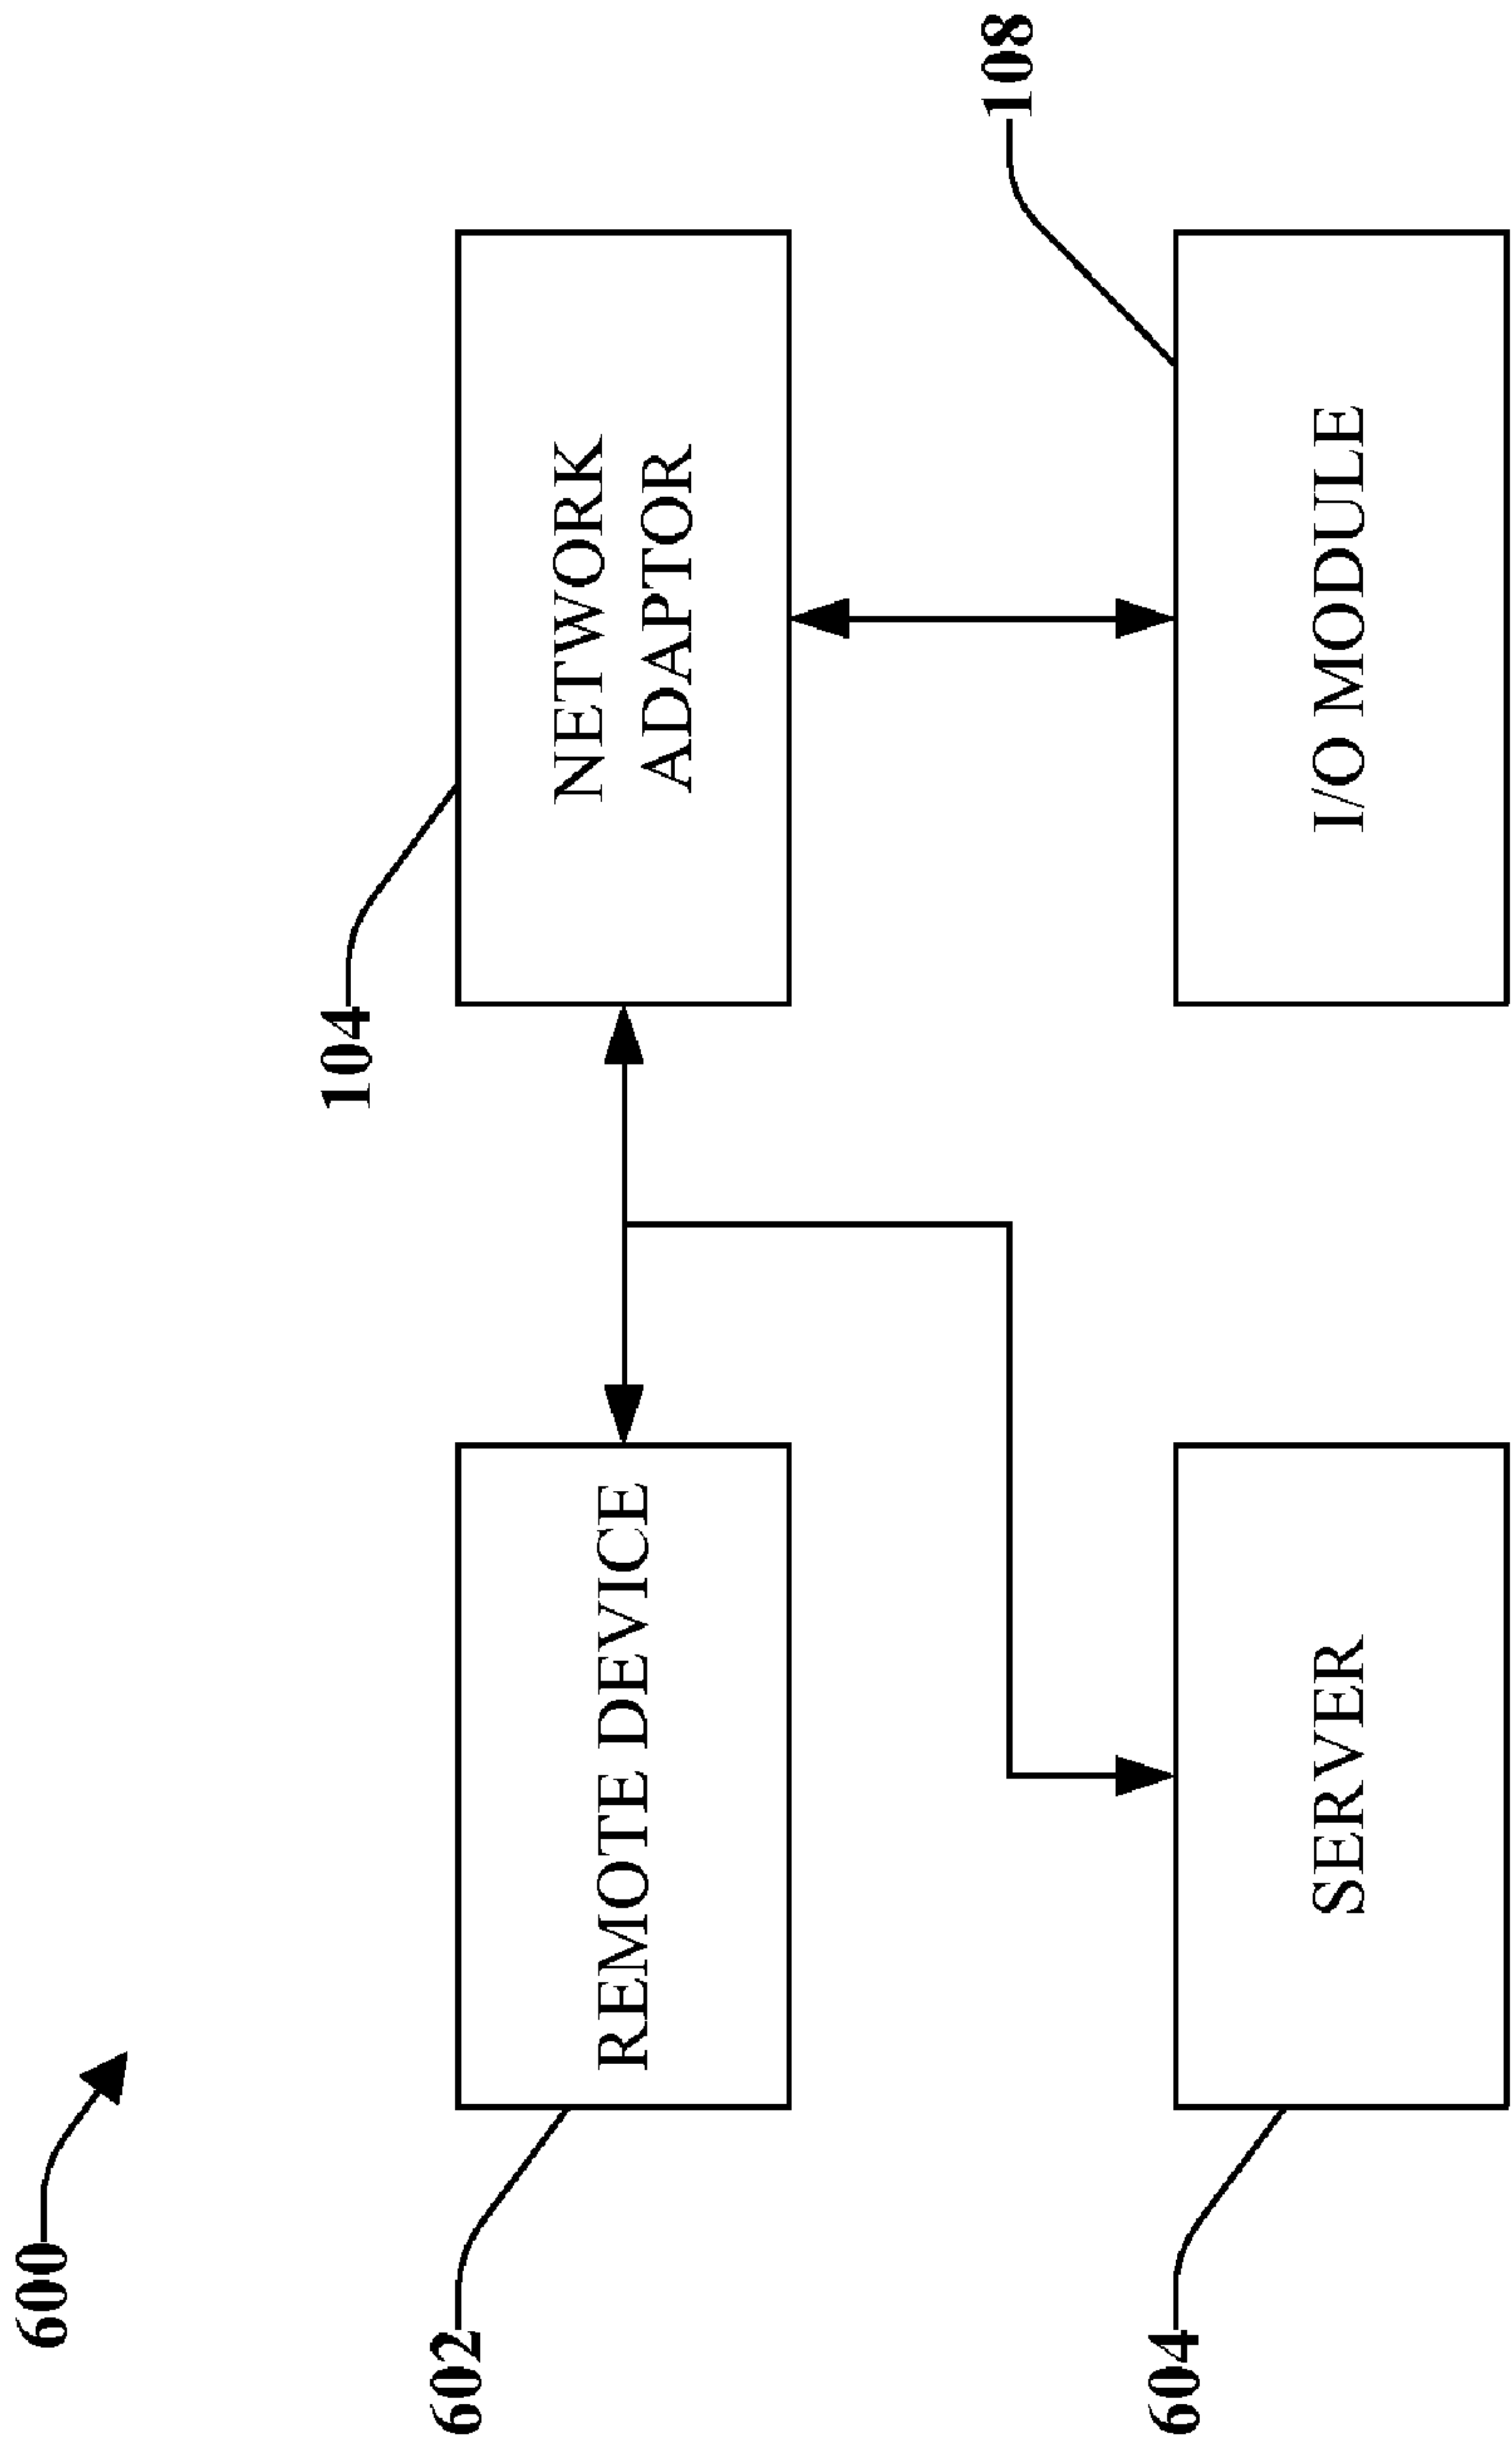 600
104
602
REMOTE DEVICE
NETWORK
ADAPTOR
108
604
SERVER
I/O MODULE